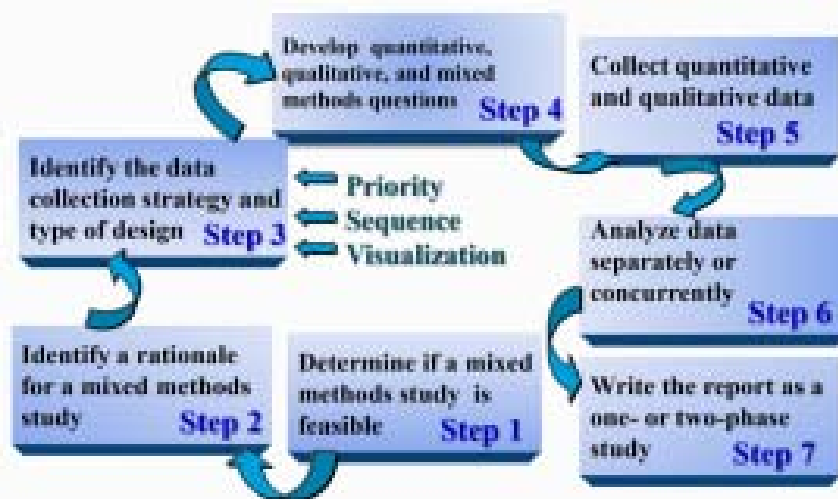 Develop quantitative,
qualitative, and mixed
methods questions
Step 4
Collect quantitative
and qualitative data
Step 5
Identify the data
collection strategy and
type of design
Step 3
Priority
Sequence
Visualization
Analyze data
separately or
concurrently
Step 6
Identify a rationale
for a mixed methods
study
Step 2
Determine if a mixed
methods study is
feasible
Step 1
Write the report as a
one- or two-phase
study
Step 7